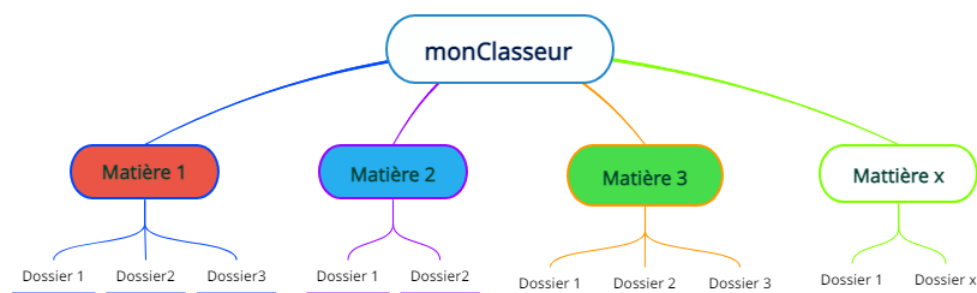 monClasseur
Matière 1
Matière 2
Matière 3
Mattière x
Dossier 1
Dossier2
Dossier3
Dossier 1
Dossier2
Dossier 1
Dossier 2
Dossier 3
Dossier 1
Dossier x